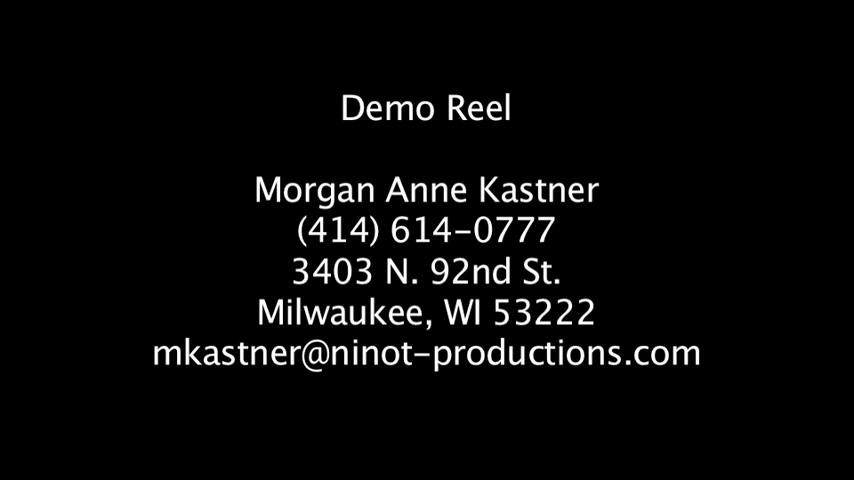 Demo Reel
Morgan Anne Kastner
(414) 614-0777
3403 N. 92nd St.
Milwaukee, WI 53222
mkastner@ninot-productions.com